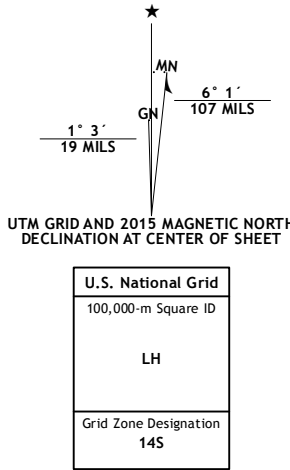 ★
MN
6° 1´
107 MILS
GN
1° 3´
19 MILS
UTM GRID AND 2015 MAGNETIC NORTH
DECLINATION AT CENTER OF SHEET
U.S. National Grid
100,000-m Square ID
LH
Grid Zone Designation
14S